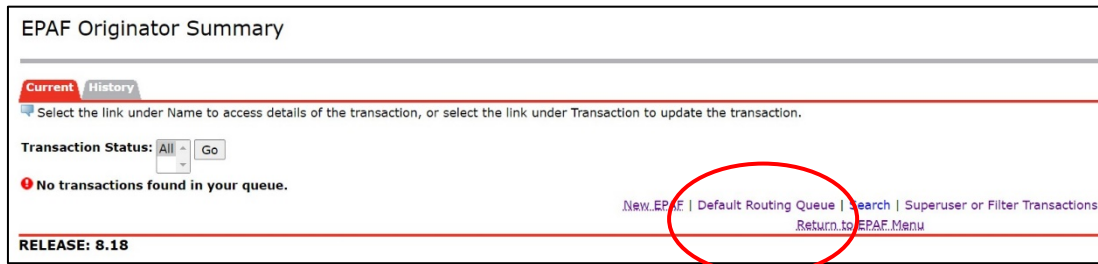 EPAF Originator Summary
Current History
Select the link under Name to access details of the transaction, or select the link under Transaction to update the transaction.
Transaction Status: All Go
No transactions found in your queue.
New EPAF | Default Routing Queue | Search | Superuser or Filter Transactions
Return to EPAF Menu
RELEASE: 8.18